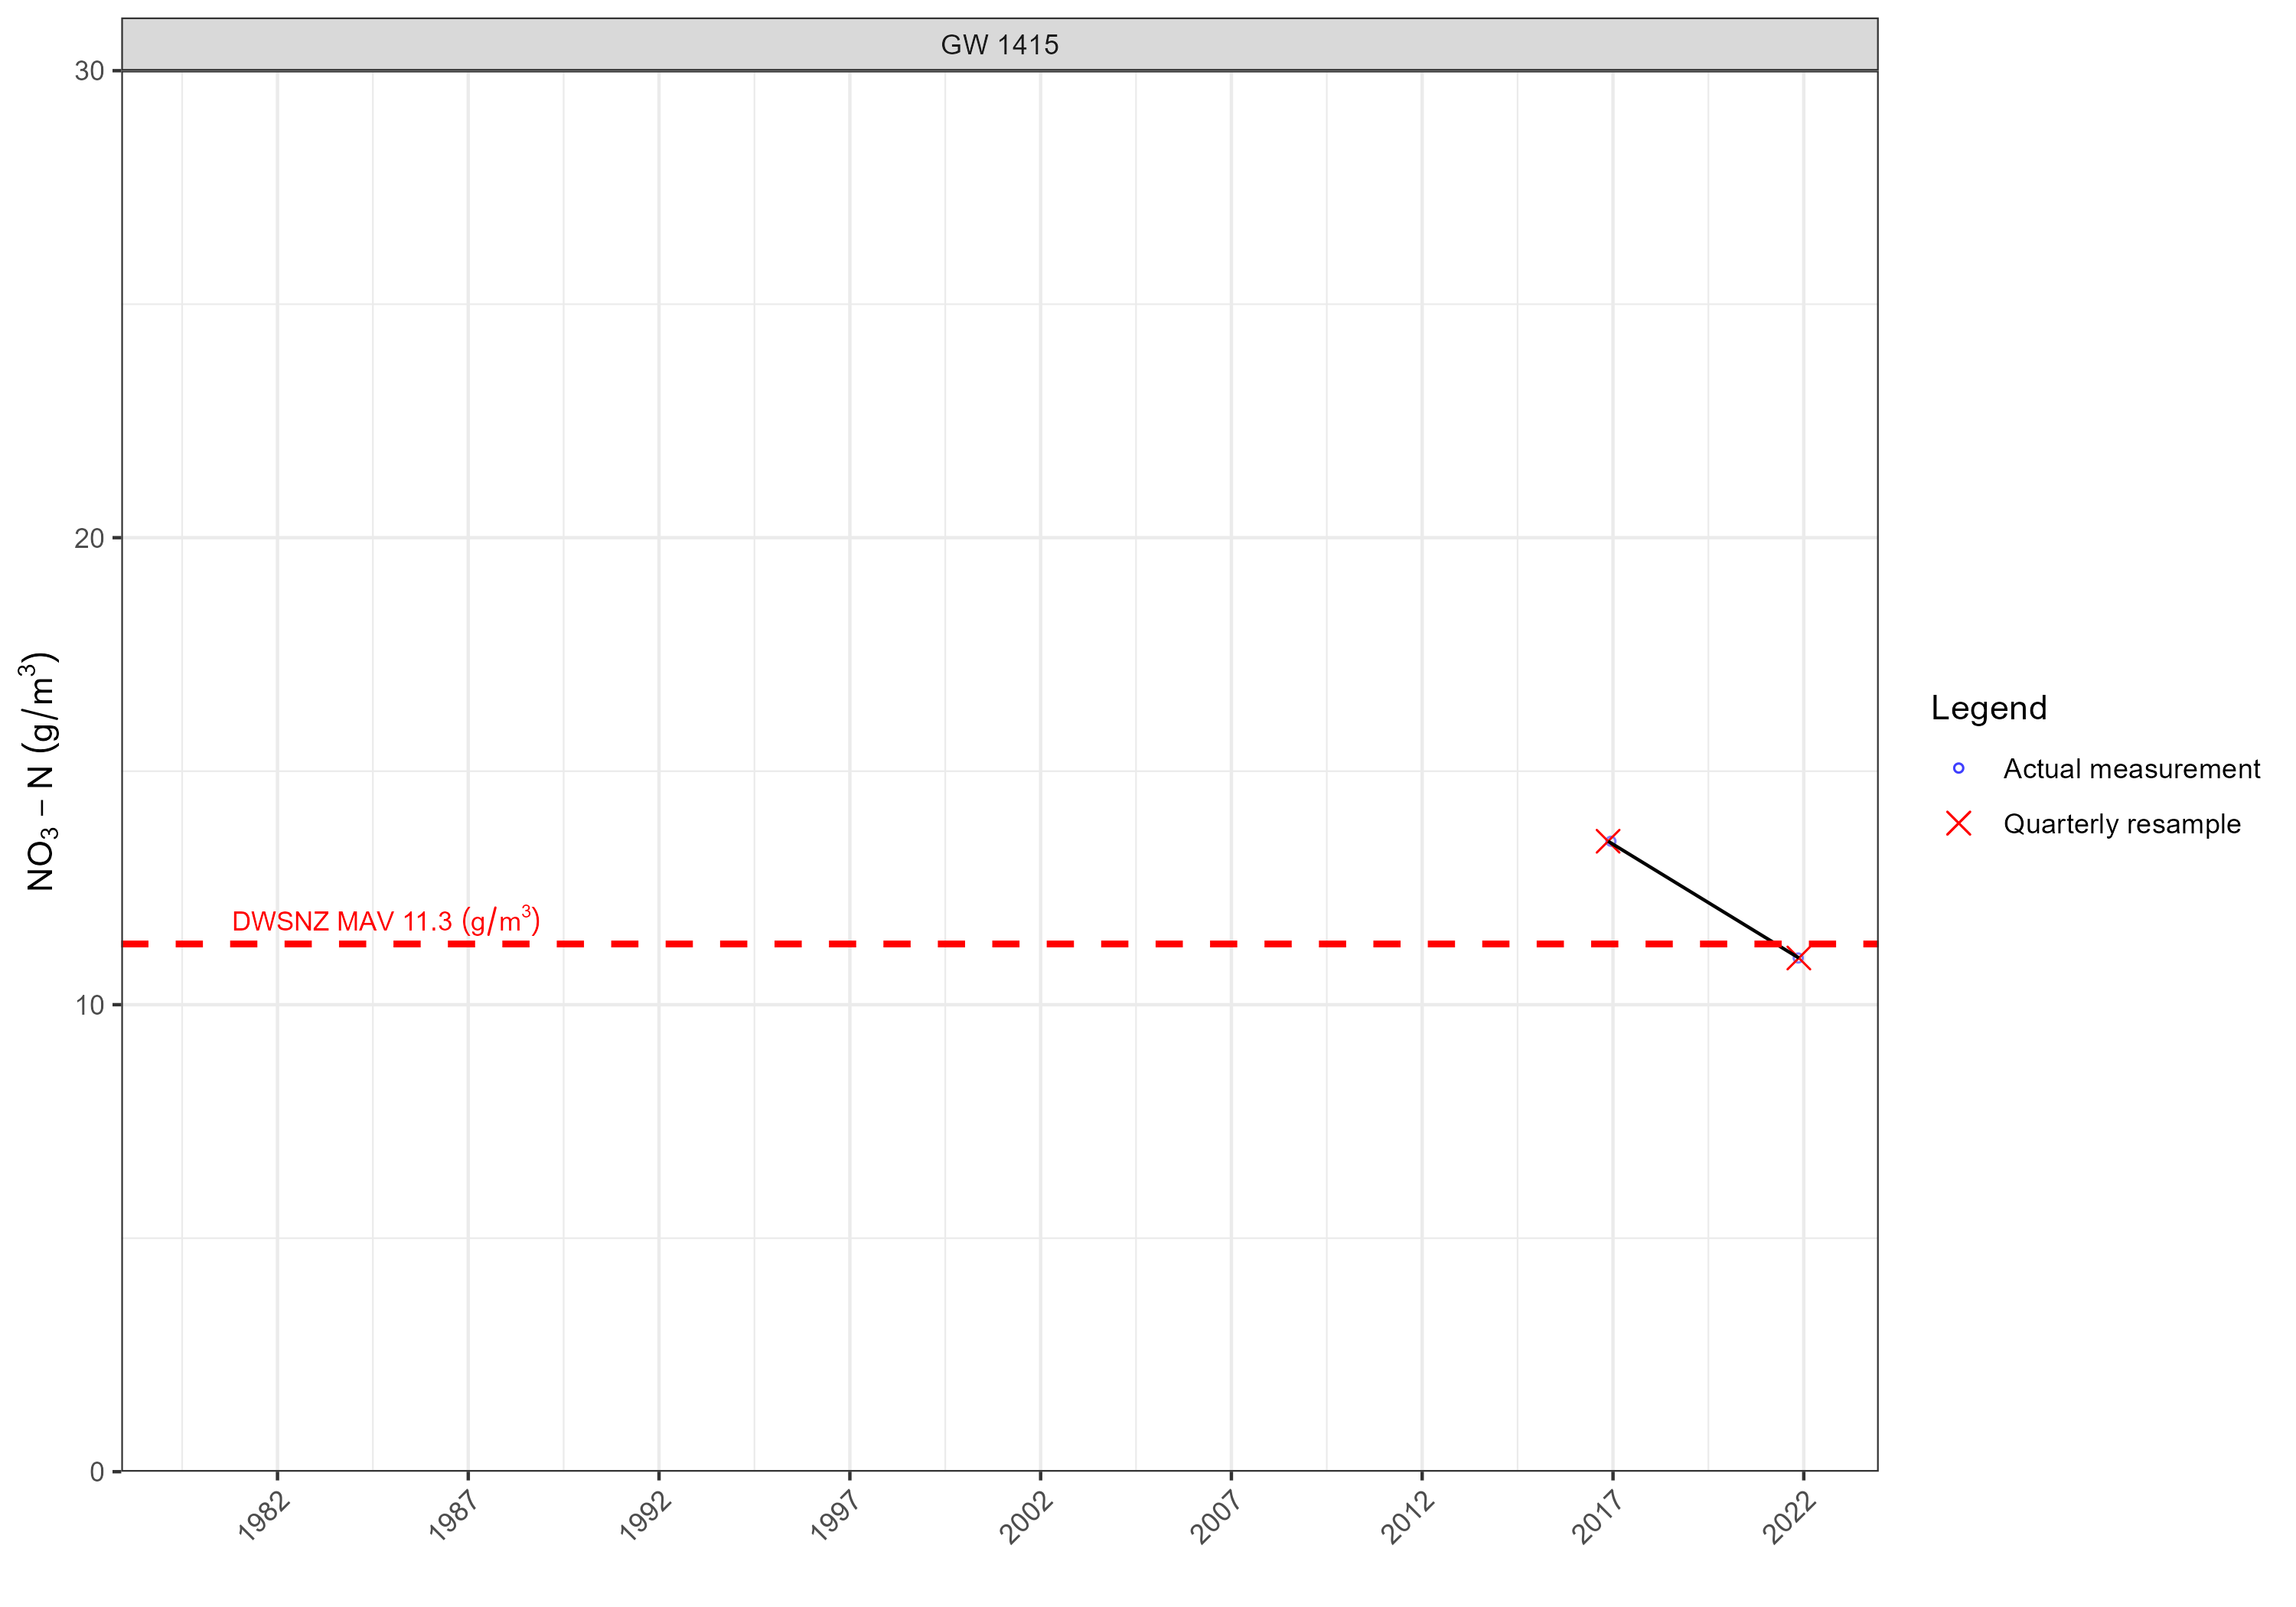 GW 1415
30
20
10
0
NO₃ – N (g/m³)
DWSNZ MAV 11.3 (g/m³)
1982
1987
1992
1997
2002
2007
2012
2017
2022
Legend
Actual measurement
Quarterly resample